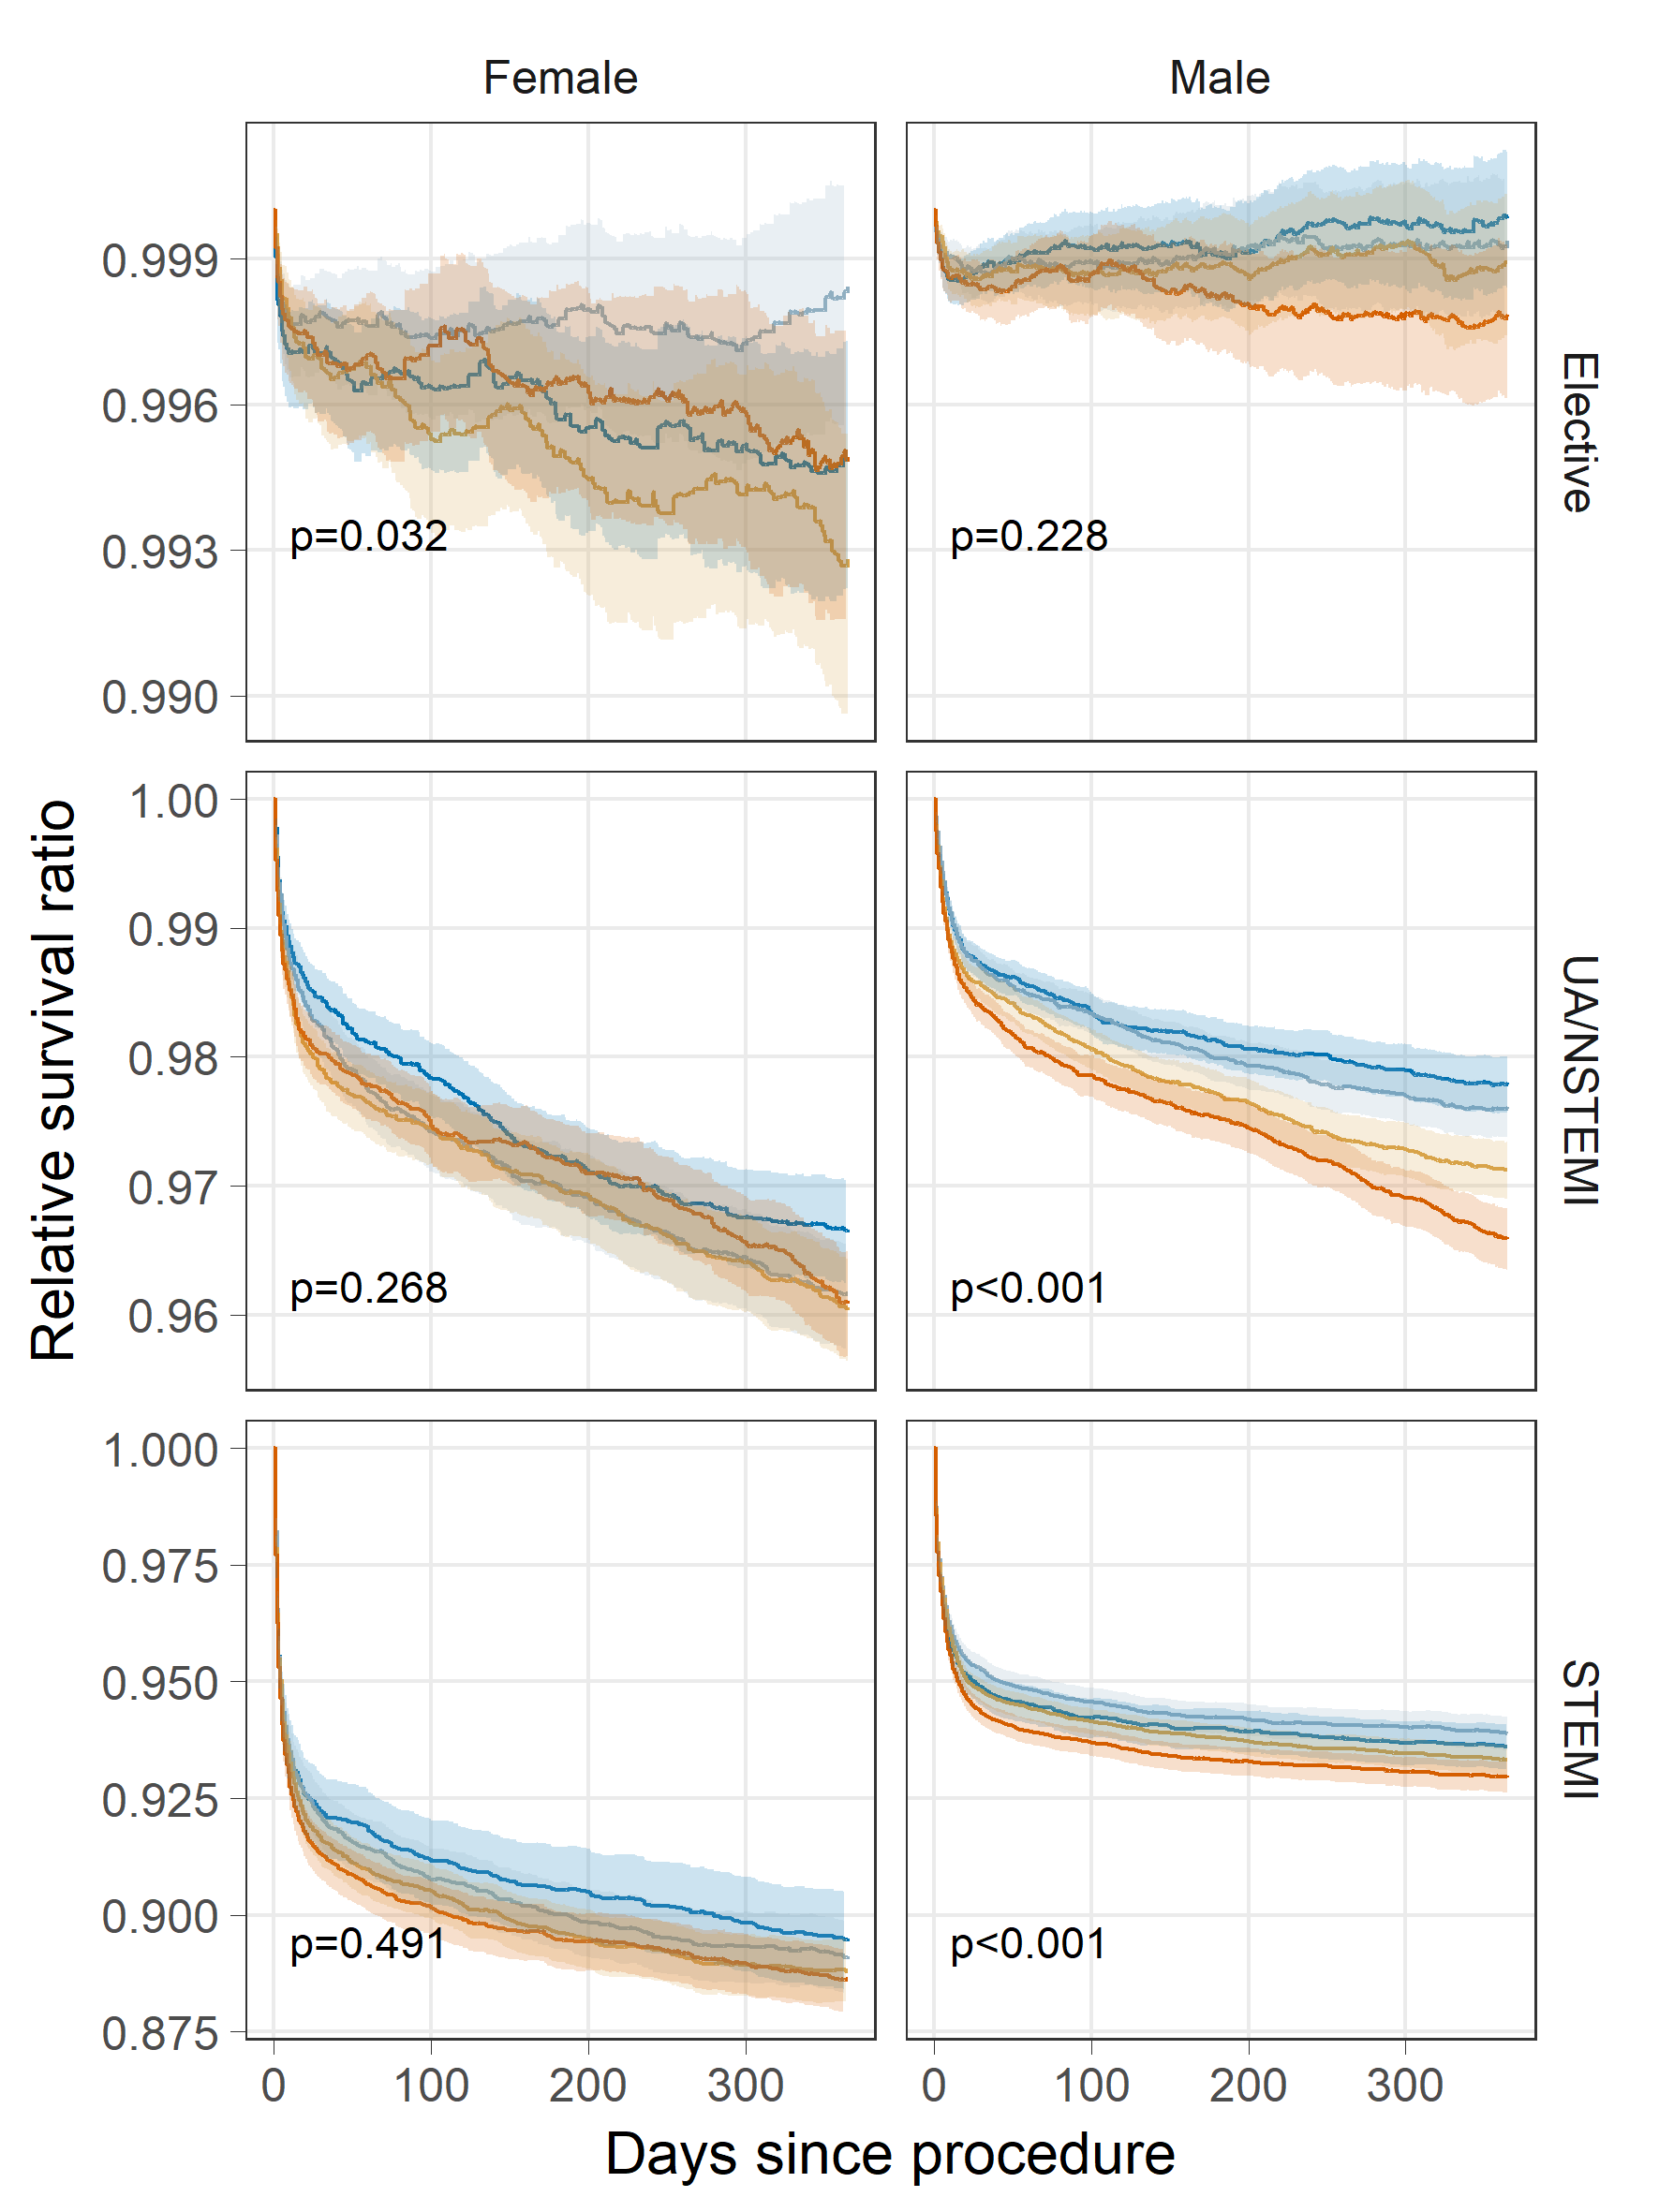 Female Male
0.999
0.996
0.993
0.990
p=0.032
p=0.228
Elective
1.00
0.99
0.98
0.97
0.96
p=0.268
p<0.001
UA/NSTEMI
1.000
0.975
0.950
0.925
0.900
0.875
p=0.491
p<0.001
STEMI
0 100 200 300
0 100 200 300
Relative survival ratio
Days since procedure